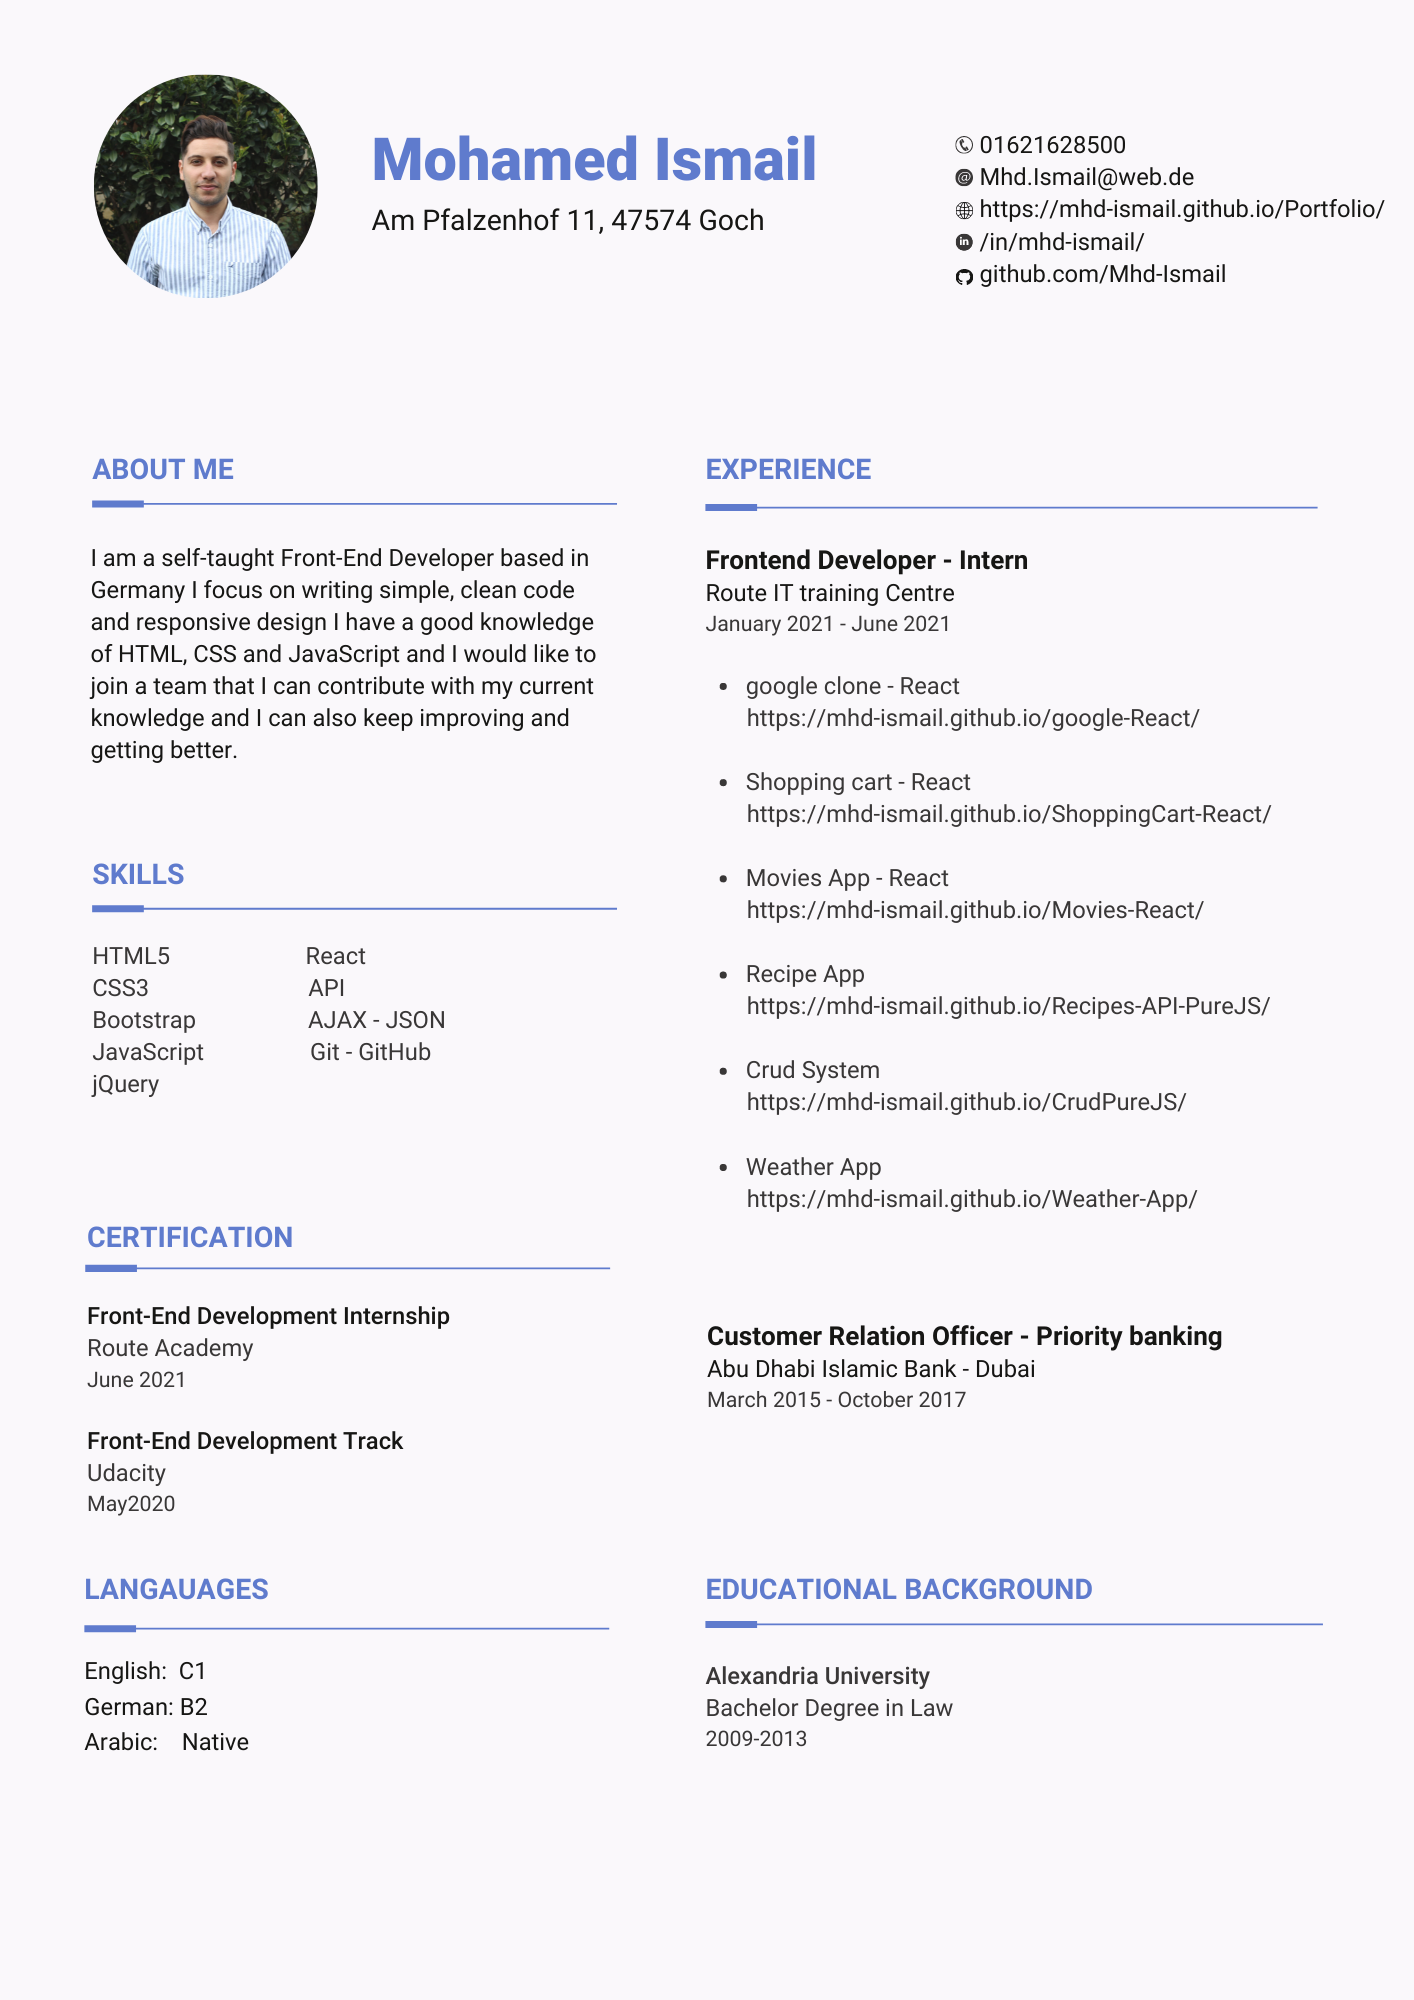 Mohamed Ismail
Am Pfalzenhof 11, 47574 Goch
01621628500
Mhd.Ismail@web.de
https://mhd-ismail.github.io/Portfolio/
/in/mhd-ismail/
github.com/Mhd-Ismail
ABOUT ME
I am a self-taught Front-End Developer based in
Germany I focus on writing simple, clean code
and responsive design I have a good knowledge
of HTML, CSS and JavaScript and I would like to
join a team that I can contribute with my current
knowledge and I can also keep improving and
getting better.
SKILLS
HTML5 React
CSS3 API
Bootstrap AJAX - JSON
JavaScript Git - GitHub
jQuery
CERTIFICATION
Front-End Development Internship
Route Academy
June 2021
Front-End Development Track
Udacity
May2020
LANGAUAGES
English: C1
German: B2
Arabic: Native
EXPERIENCE
Frontend Developer - Intern
Route IT training Centre
January 2021 - June 2021
• google clone - React
https://mhd-ismail.github.io/google-React/
• Shopping cart - React
https://mhd-ismail.github.io/ShoppingCart-React/
• Movies App - React
https://mhd-ismail.github.io/Movies-React/
• Recipe App
https://mhd-ismail.github.io/Recipes-API-PureJS/
• Crud System
https://mhd-ismail.github.io/CrudPureJS/
• Weather App
https://mhd-ismail.github.io/Weather-App/
Customer Relation Officer - Priority banking
Abu Dhabi Islamic Bank - Dubai
March 2015 - October 2017
EDUCATIONAL BACKGROUND
Alexandria University
Bachelor Degree in Law
2009-2013